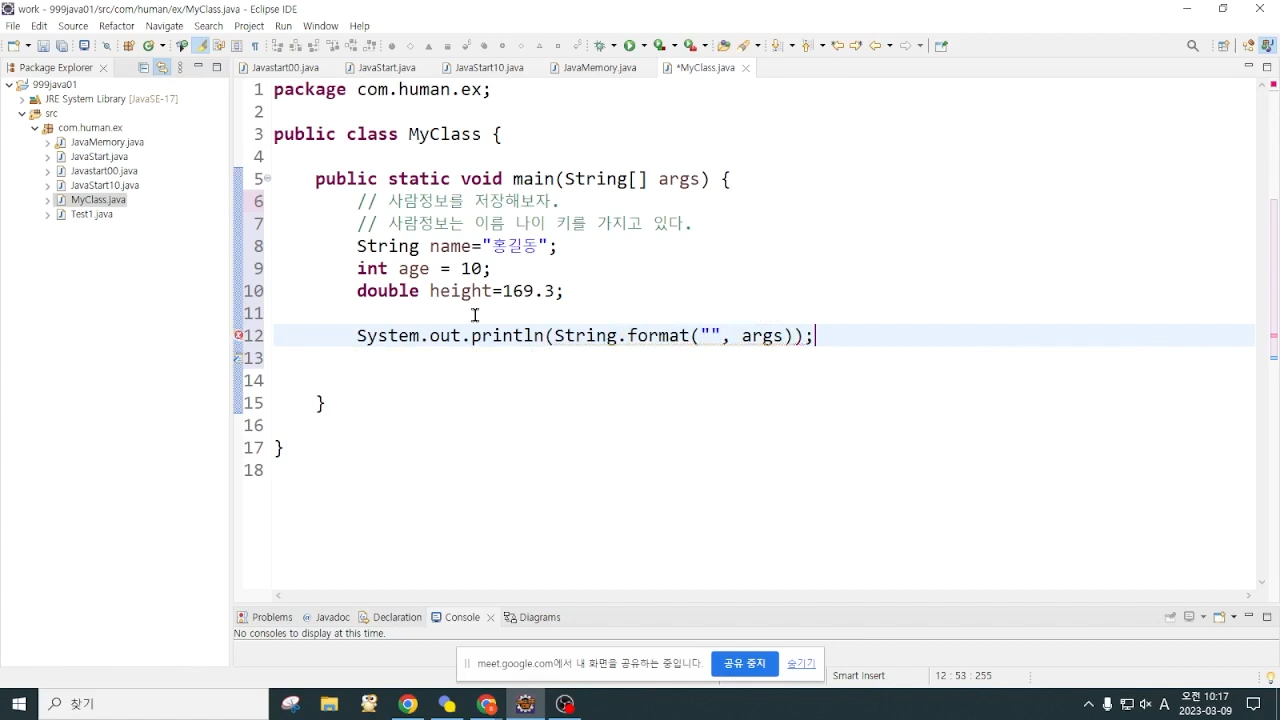 work - 999java01/src/com/human/ex/MyClass.java - Eclipse IDE
File Edit Source Refactor Navigate Search Project Run Window Help
Package Explorer
Javastart00.java JavaStart.java JavaStart10.java JavaMemory.java *MyClass.java
999java01
JRE System Library [JavaSE-17]
src
com.human.ex
JavaMemory.java
JavaStart.java
Javastart00.java
JavaStart10.java
MyClass.java
Test1.java
1 package com.human.ex;
2
3 public class MyClass {
4
5 public static void main(String[] args) {
6 // 사람정보를 저장해보자.
7 // 사람정보는 이름 나이 키를 가지고 있다.
8 String name="홍길동";
9 int age = 10;
10 double height=169.3;
11
12 System.out.println(String.format("", args));
13
14
15 }
16
17 }
18
Problems Javadoc Declaration Console Diagrams
No consoles to display at this time.
meet.google.com에서 내 화면을 공유하는 중입니다. 공유 중지 숨기기
Smart Insert 12 : 53 : 255
찾기
A 오전 10:17
2023-03-09